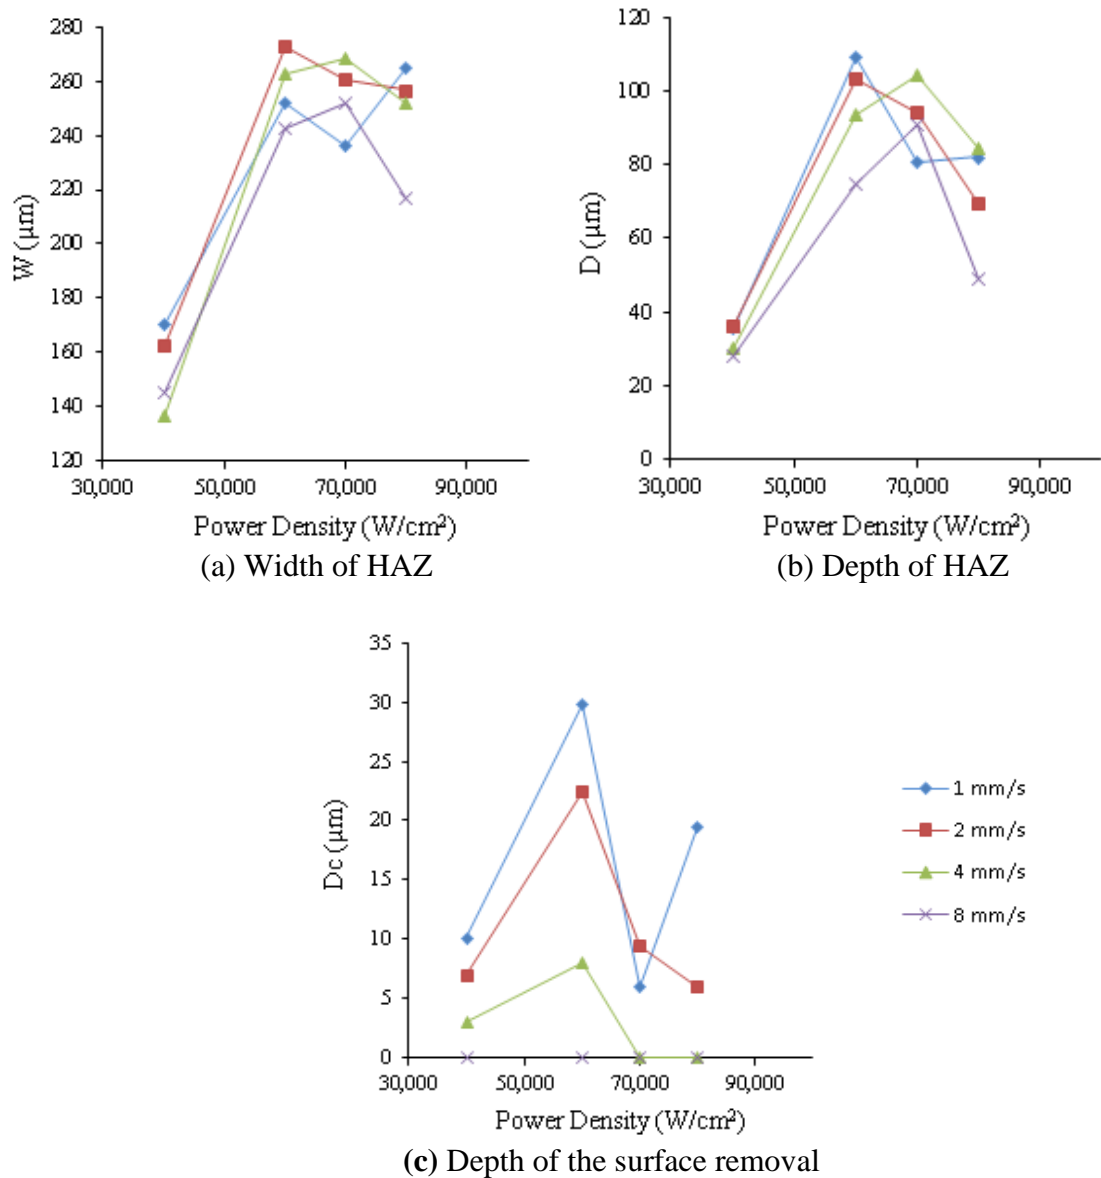 280
260
240
220
200
180
160
140
120
W (µm)
30,000 50,000 70,000 90,000
Power Density (W/cm²)
(a) Width of HAZ
120
100
80
60
40
20
0
D (µm)
30,000 50,000 70,000 90,000
Power Density (W/cm²)
(b) Depth of HAZ
35
30
25
20
15
10
5
0
Dc (µm)
30,000 50,000 70,000 90,000
Power Density (W/cm²)
1 mm/s
2 mm/s
4 mm/s
8 mm/s
(c) Depth of the surface removal